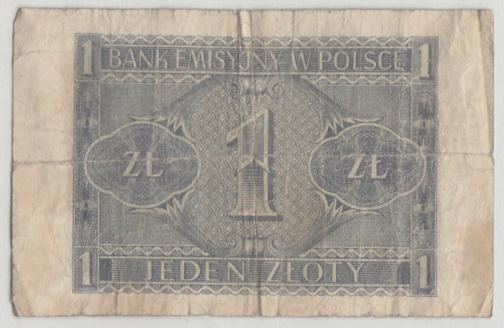 1 BANK EMISYJNY W POLSCE 1
ZŁ 1 ZŁ
1 JEDEN ZŁOTY 1